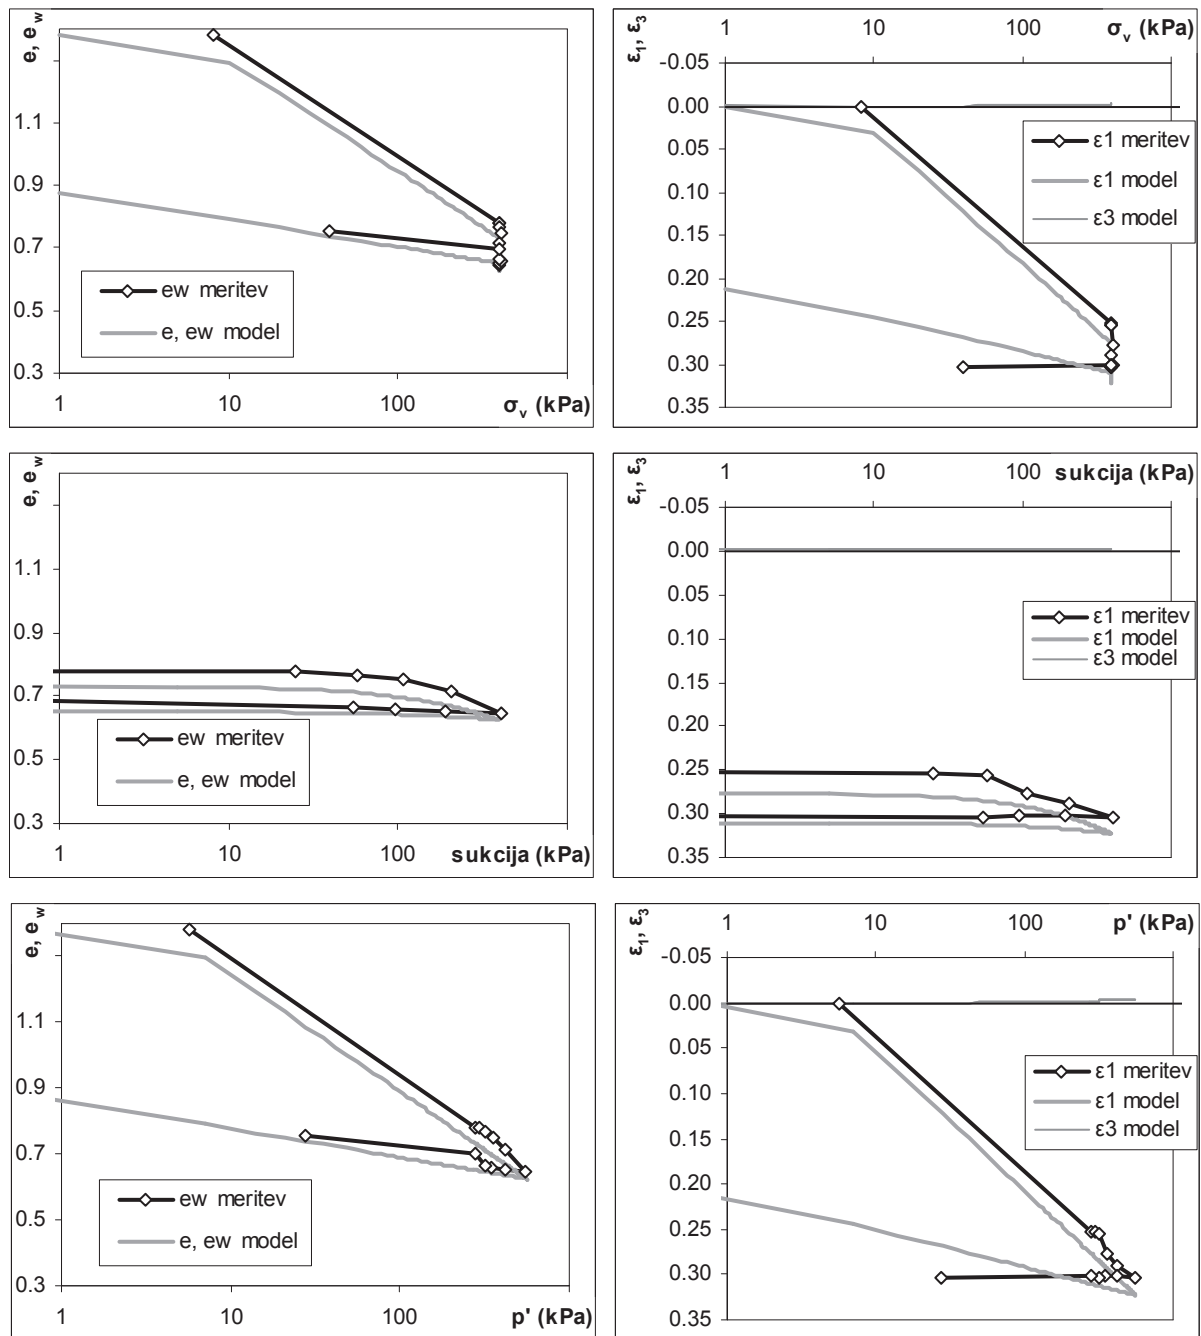 e, e_w
1.1
0.9
0.7
0.5
0.3
ew meritev
e, ew model
1 10 100 σ_v (kPa)
ε_1, ε_3
1 10 100 σ_v (kPa)
-0.05
0.00
0.05
0.10
0.15
0.20
0.25
0.30
0.35
ε1 meritev
ε1 model
ε3 model
e, e_w
1.1
0.9
0.7
0.5
0.3
ew meritev
e, ew model
1 10 100 sukcija (kPa)
ε_1, ε_3
1 10 100 sukcija (kPa)
-0.05
0.00
0.05
0.10
0.15
0.20
0.25
0.30
0.35
ε1 meritev
ε1 model
ε3 model
e, e_w
1.1
0.9
0.7
0.5
0.3
ew meritev
e, ew model
1 10 100 p' (kPa)
ε_1, ε_3
1 10 100 p' (kPa)
-0.05
0.00
0.05
0.10
0.15
0.20
0.25
0.30
0.35
ε1 meritev
ε1 model
ε3 model